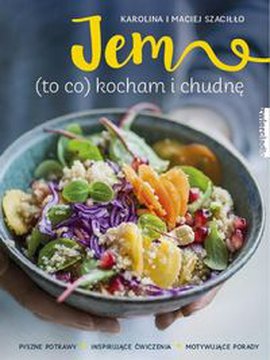 KAROLINA I MACIEJ SZACIŁŁO
Jem
(to co) kocham i chudnę
PYSZNE POTRAWY INSPIRUJĄCE ĆWICZENIA MOTYWUJĄCE PORADY